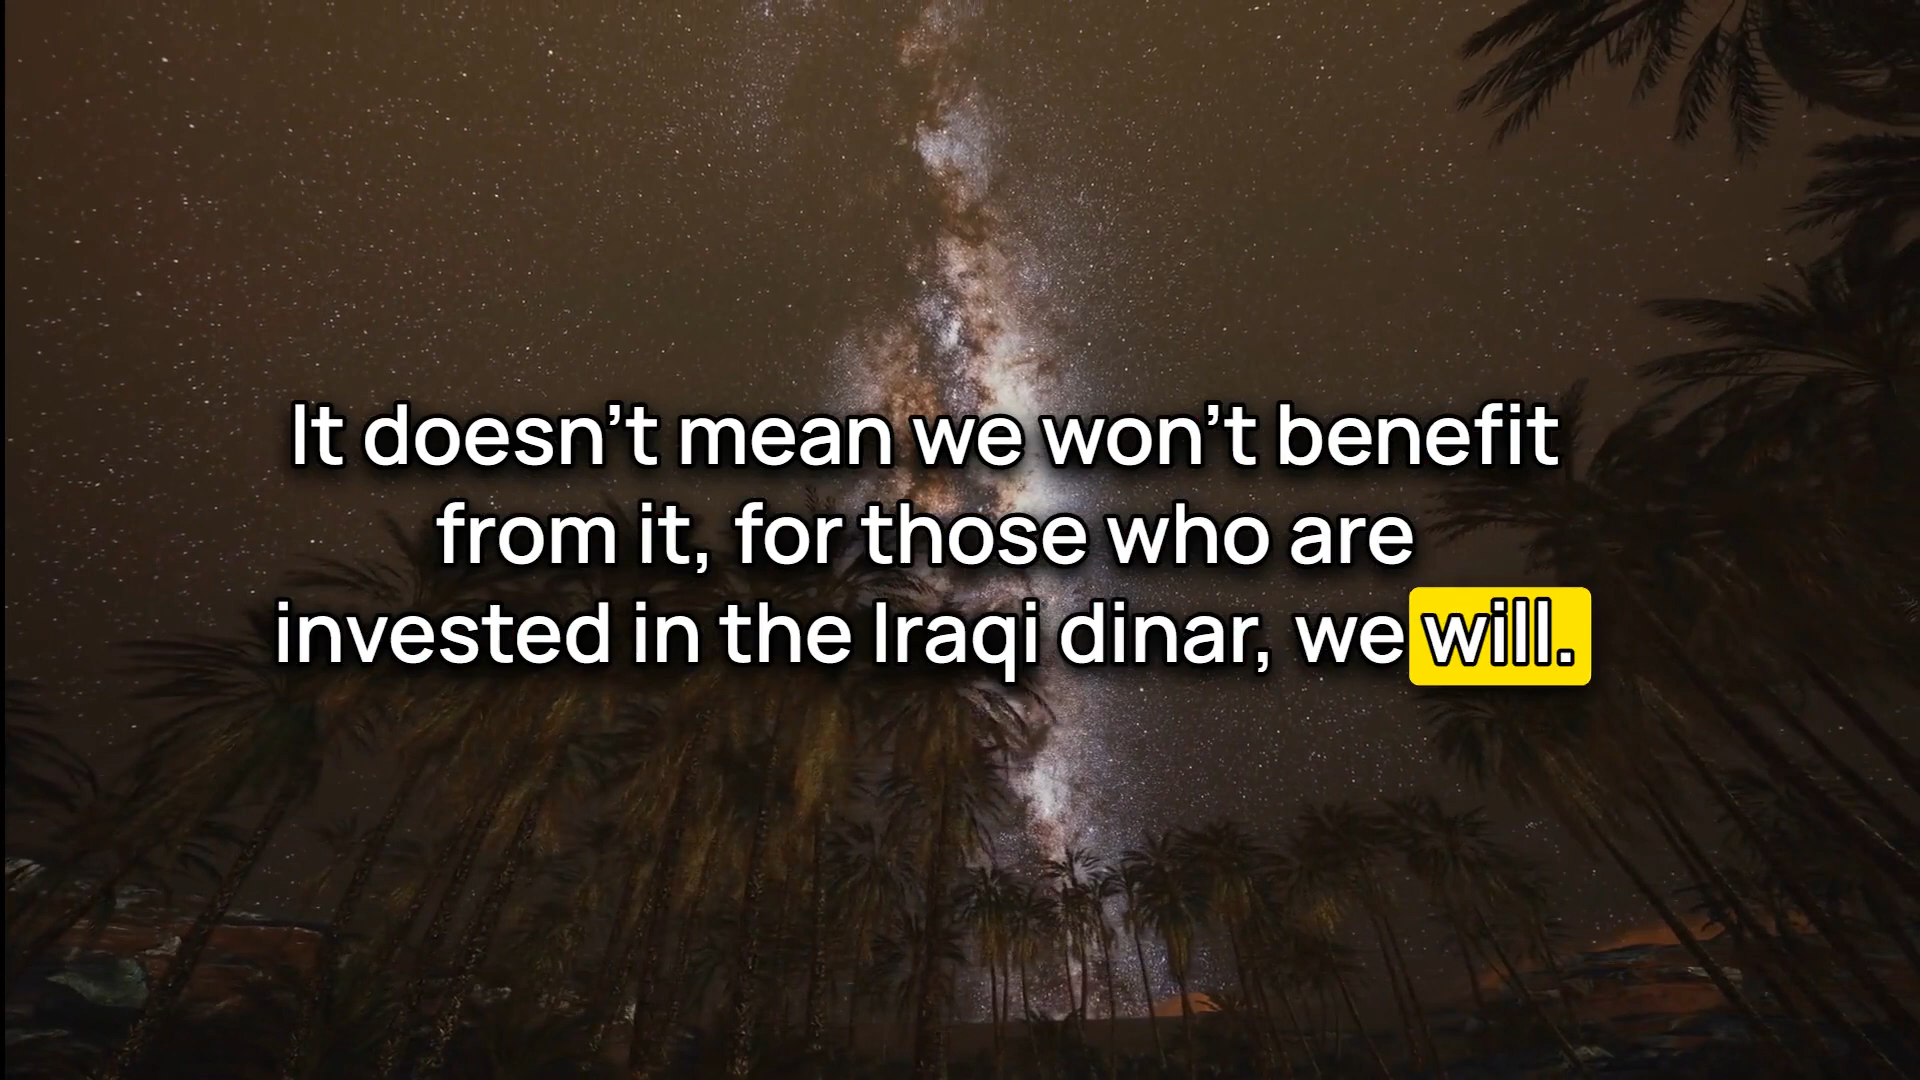 It doesn’t mean we won’t benefit
from it, for those who are
invested in the Iraqi dinar, we will.